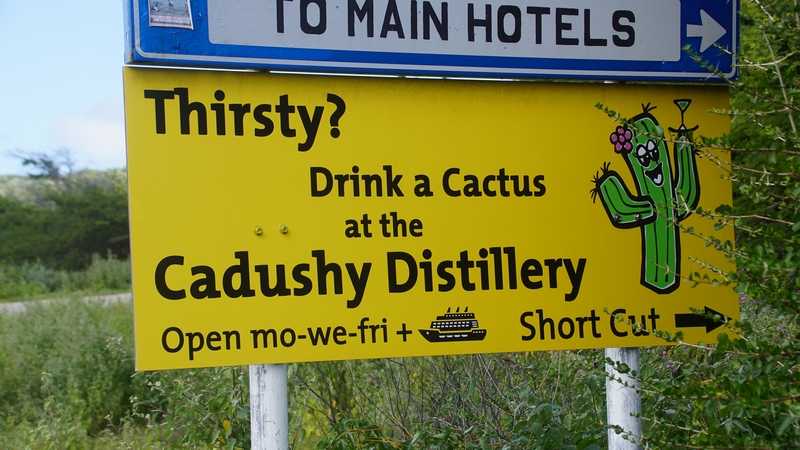 TO MAIN HOTELS
Thirsty?
Drink a Cactus
at the
Cadushy Distillery
Open mo-we-fri +
Short Cut